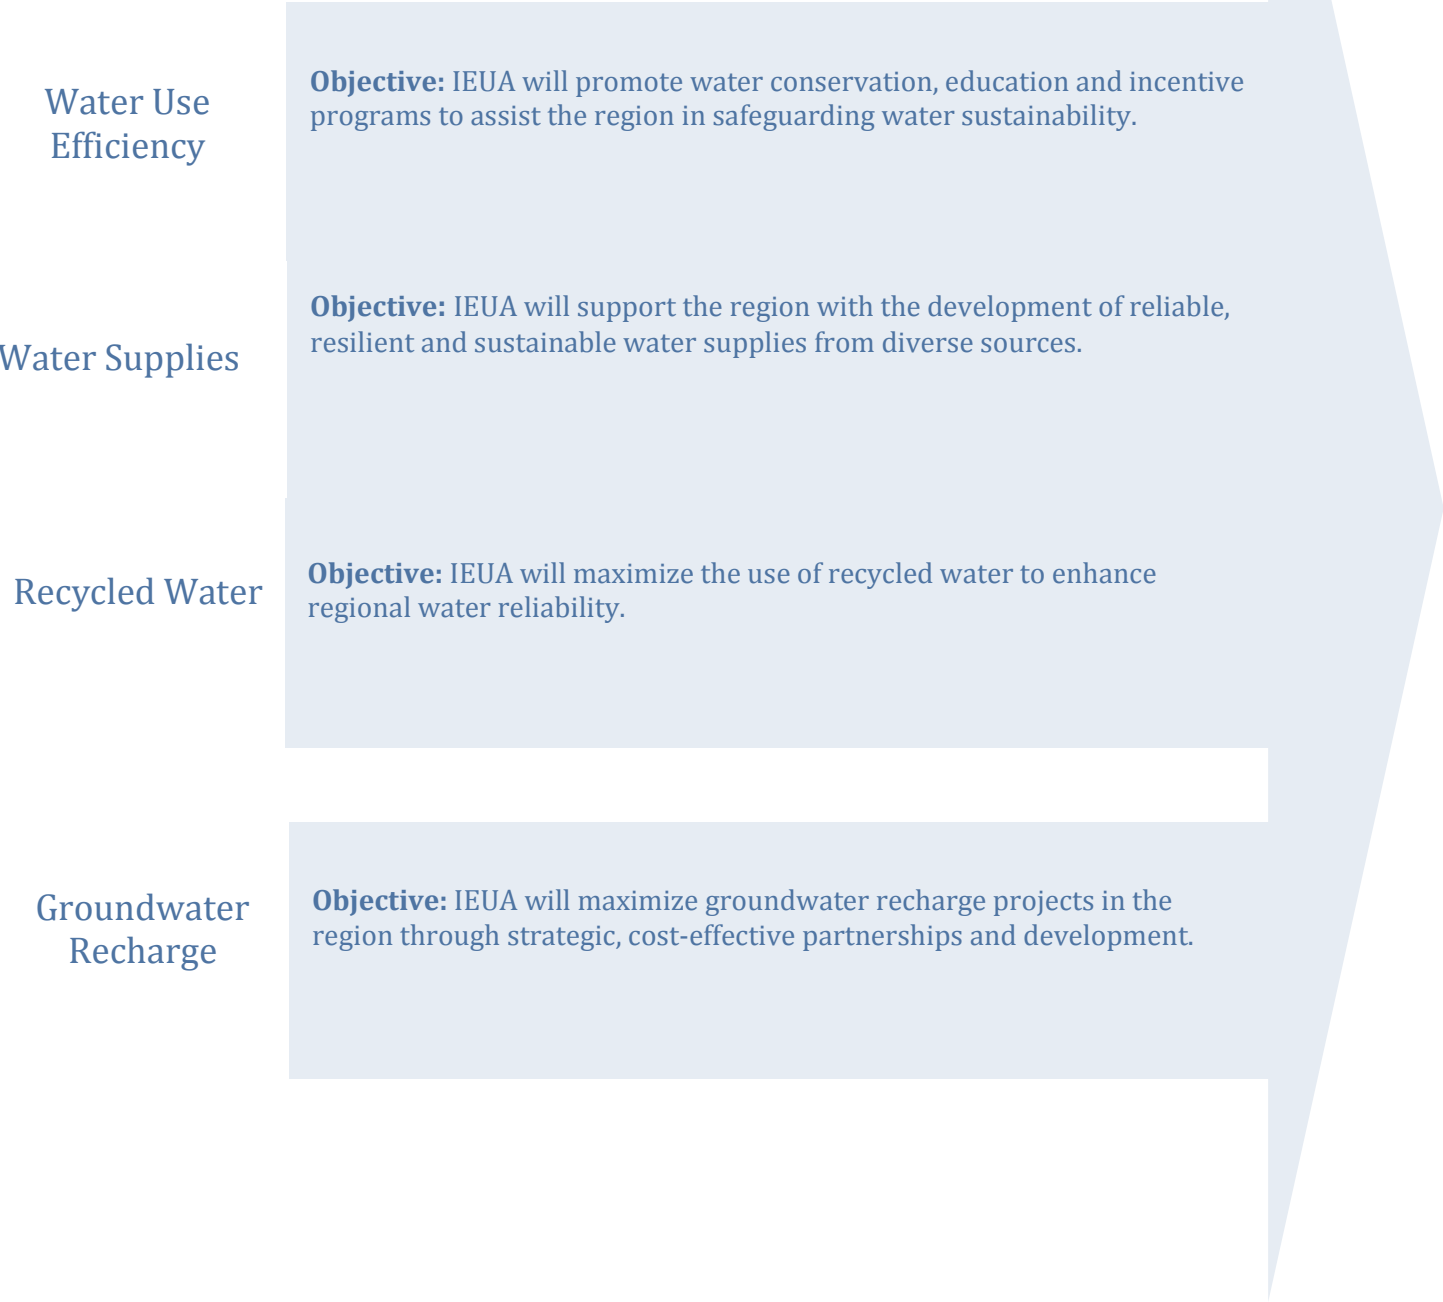 Water Use
Efficiency
Objective: IEUA will promote water conservation, education and incentive
programs to assist the region in safeguarding water sustainability.
Water Supplies
Objective: IEUA will support the region with the development of reliable,
resilient and sustainable water supplies from diverse sources.
Recycled Water
Objective: IEUA will maximize the use of recycled water to enhance
regional water reliability.
Groundwater
Recharge
Objective: IEUA will maximize groundwater recharge projects in the
region through strategic, cost-effective partnerships and development.